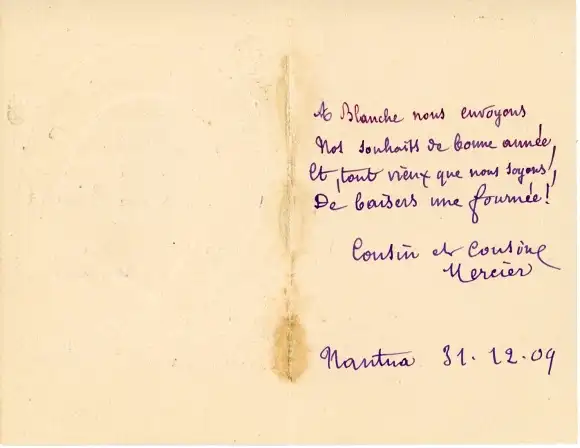 A Blanche nous envoyons,
Nos souhaits de bonne année,
Et, tout vieux que nous soyons,
De baisers une fournée!
Cousin et Cousine
Mercier
Nantua 31.12.09